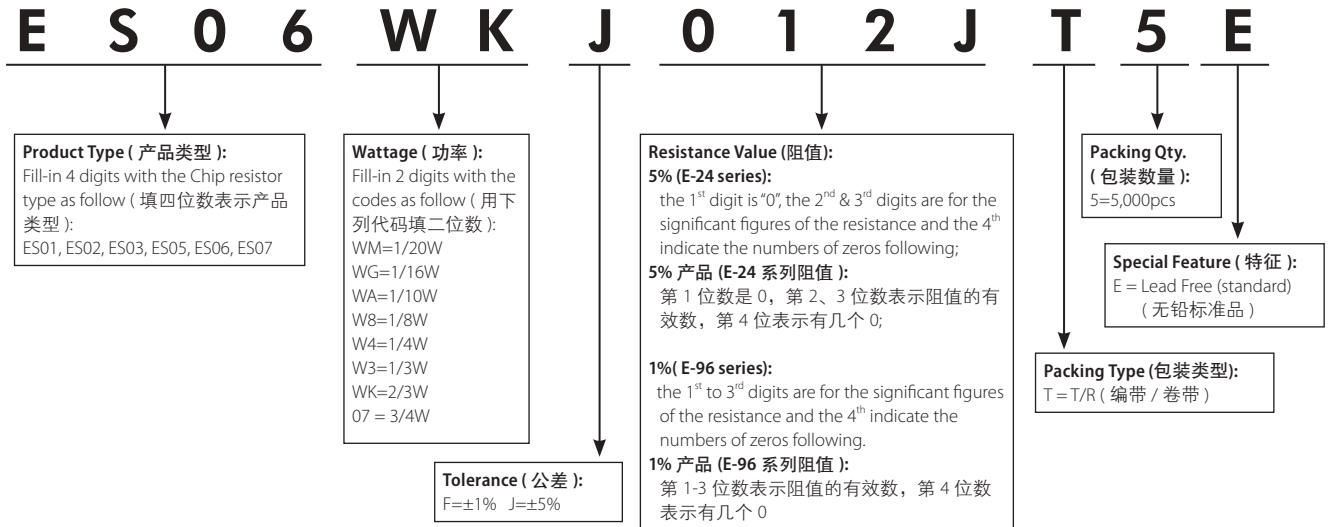 E S 0 6 W K J 0 1 2 J T 5 E
Product Type ( 产品类型 ):
Fill-in 4 digits with the Chip resistor
type as follow ( 填四位数表示产品
类型 ):
ES01, ES02, ES03, ES05, ES06, ES07
Wattage ( 功率 ):
Fill-in 2 digits with the
codes as follow ( 用下
列代码填二位数 ):
WM=1/20W
WG=1/16W
WA=1/10W
W8=1/8W
W4=1/4W
W3=1/3W
WK=2/3W
07 = 3/4W
Tolerance ( 公差 ):
F=±1% J=±5%
Resistance Value (阻值):
5% (E-24 series):
the 1st digit is "0", the 2nd & 3rd digits are for the
significant figures of the resistance and the 4th
indicate the numbers of zeros following;
5% 产品 (E-24 系列阻值 ):
第 1 位数是 0，第 2、3 位数表示阻值的有
效数，第 4 位表示有几个 0;
1%( E-96 series):
the 1st to 3rd digits are for the significant figures
of the resistance and the 4th indicate the
numbers of zeros following.
1% 产品 (E-96 系列阻值 ):
第 1-3 位数表示阻值的有效数，第 4 位数
表示有几个 0
Packing Qty.
( 包装数量 ):
5=5,000pcs
Special Feature ( 特征 ):
E = Lead Free (standard)
( 无铅标准品 )
Packing Type (包装类型):
T = T/R ( 编带 / 卷带 )